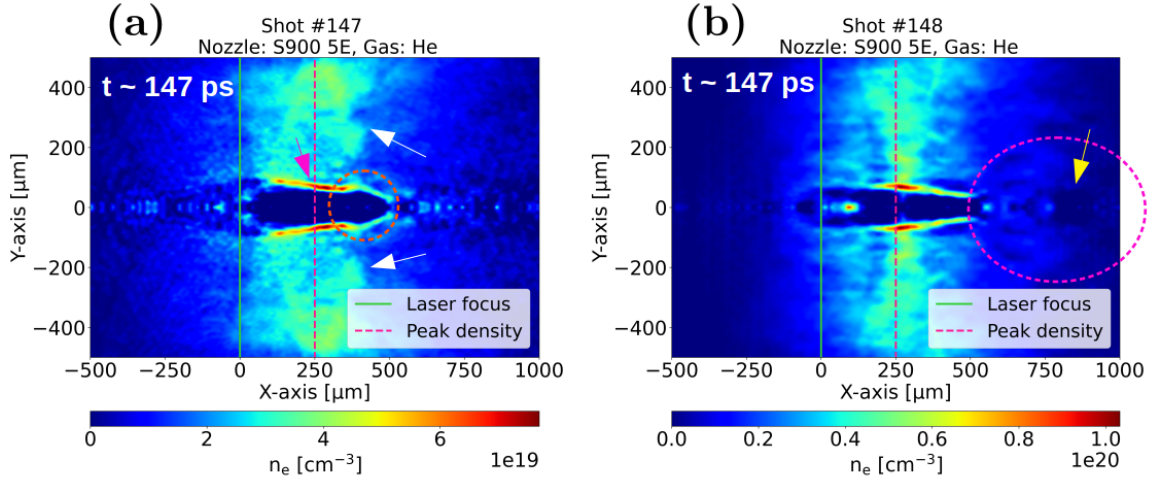 (a)
Shot #147
Nozzle: S900 5E, Gas: He
t ~ 147 ps
Y-axis [μm]
400
200
0
−200
−400
Laser focus
Peak density
−500 −250 0 250 500 750 1000
X-axis [μm]
0 2 4 6
1e19
n_e [cm⁻³]
(b)
Shot #148
Nozzle: S900 5E, Gas: He
t ~ 147 ps
Y-axis [μm]
400
200
0
−200
−400
Laser focus
Peak density
−500 −250 0 250 500 750 1000
X-axis [μm]
0.0 0.2 0.4 0.6 0.8 1.0
1e20
n_e [cm⁻³]